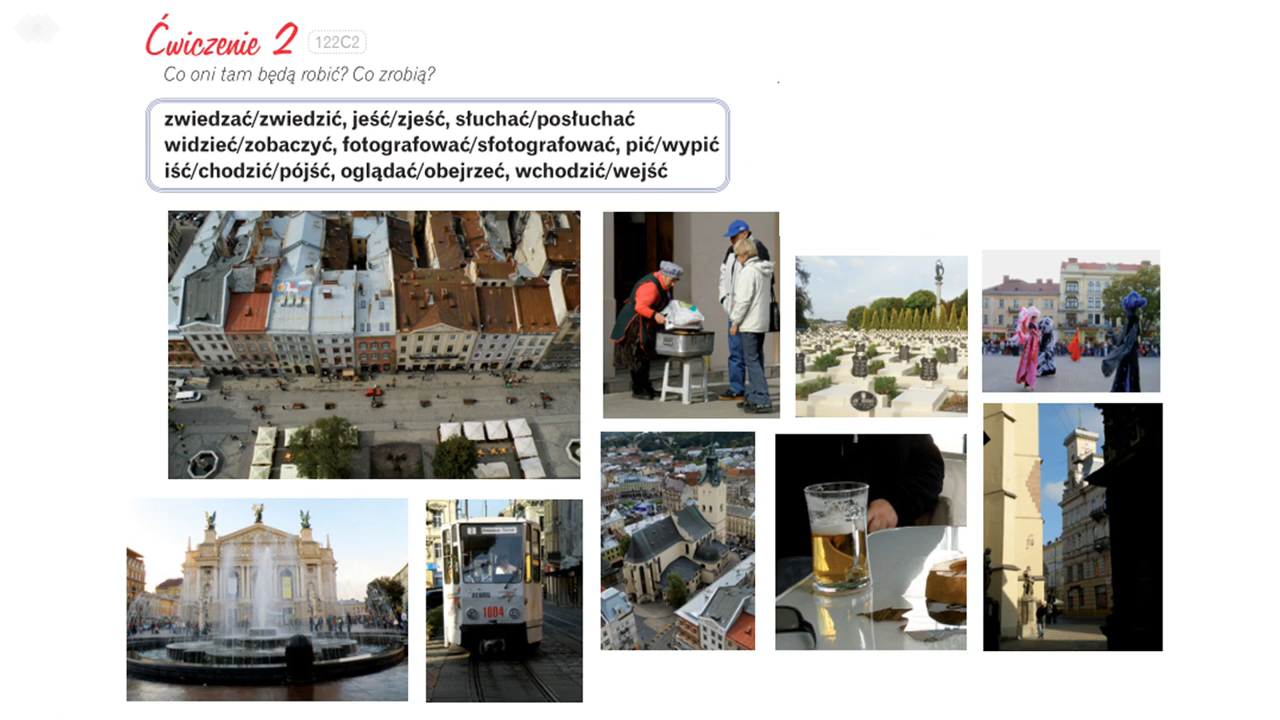 Ćwiczenie 2 122C2
Co oni tam będą robić? Co zrobią?
zwiedzać/zwiedzić, jeść/zjeść, słuchać/posłuchać
widzieć/zobaczyć, fotografować/sfotografować, pić/wypić
iść/chodzić/pójść, oglądać/obejrzeć, wchodzić/wejść
1004